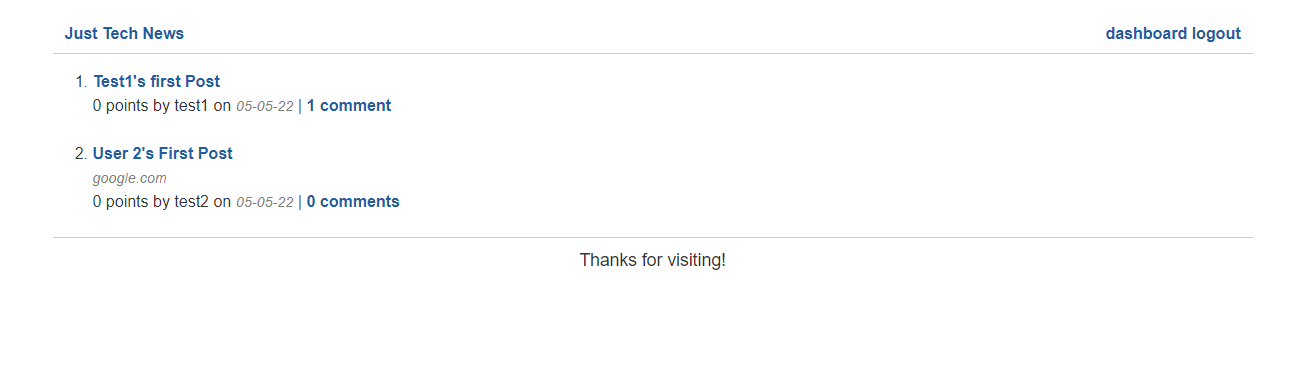 Just Tech News dashboard logout
1. Test1's first Post
0 points by test1 on 05-05-22 | 1 comment
2. User 2's First Post
google.com
0 points by test2 on 05-05-22 | 0 comments
Thanks for visiting!